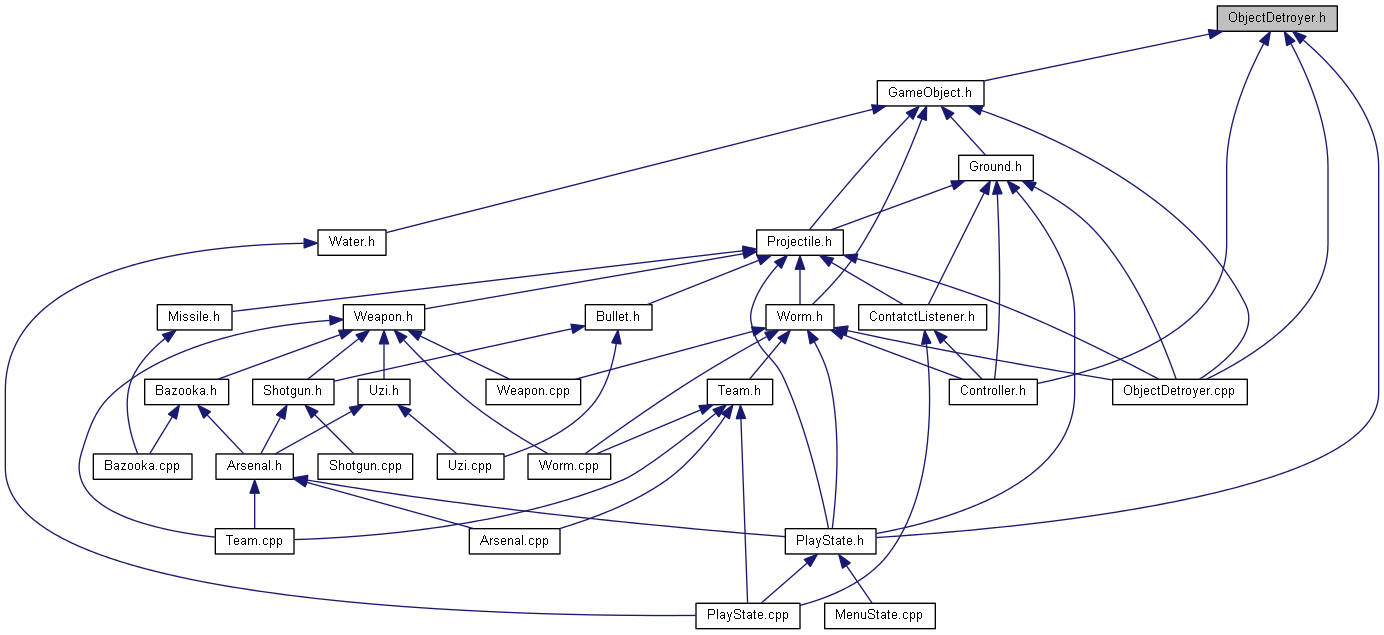 ObjectDetroyer.h
GameObject.h
Ground.h
Water.h
Projectile.h
Missile.h
Weapon.h
Bullet.h
Worm.h
ContatctListener.h
Bazooka.h
Shotgun.h
Uzi.h
Weapon.cpp
Team.h
Controller.h
ObjectDetroyer.cpp
Bazooka.cpp
Arsenal.h
Shotgun.cpp
Uzi.cpp
Worm.cpp
Team.cpp
Arsenal.cpp
PlayState.h
PlayState.cpp
MenuState.cpp